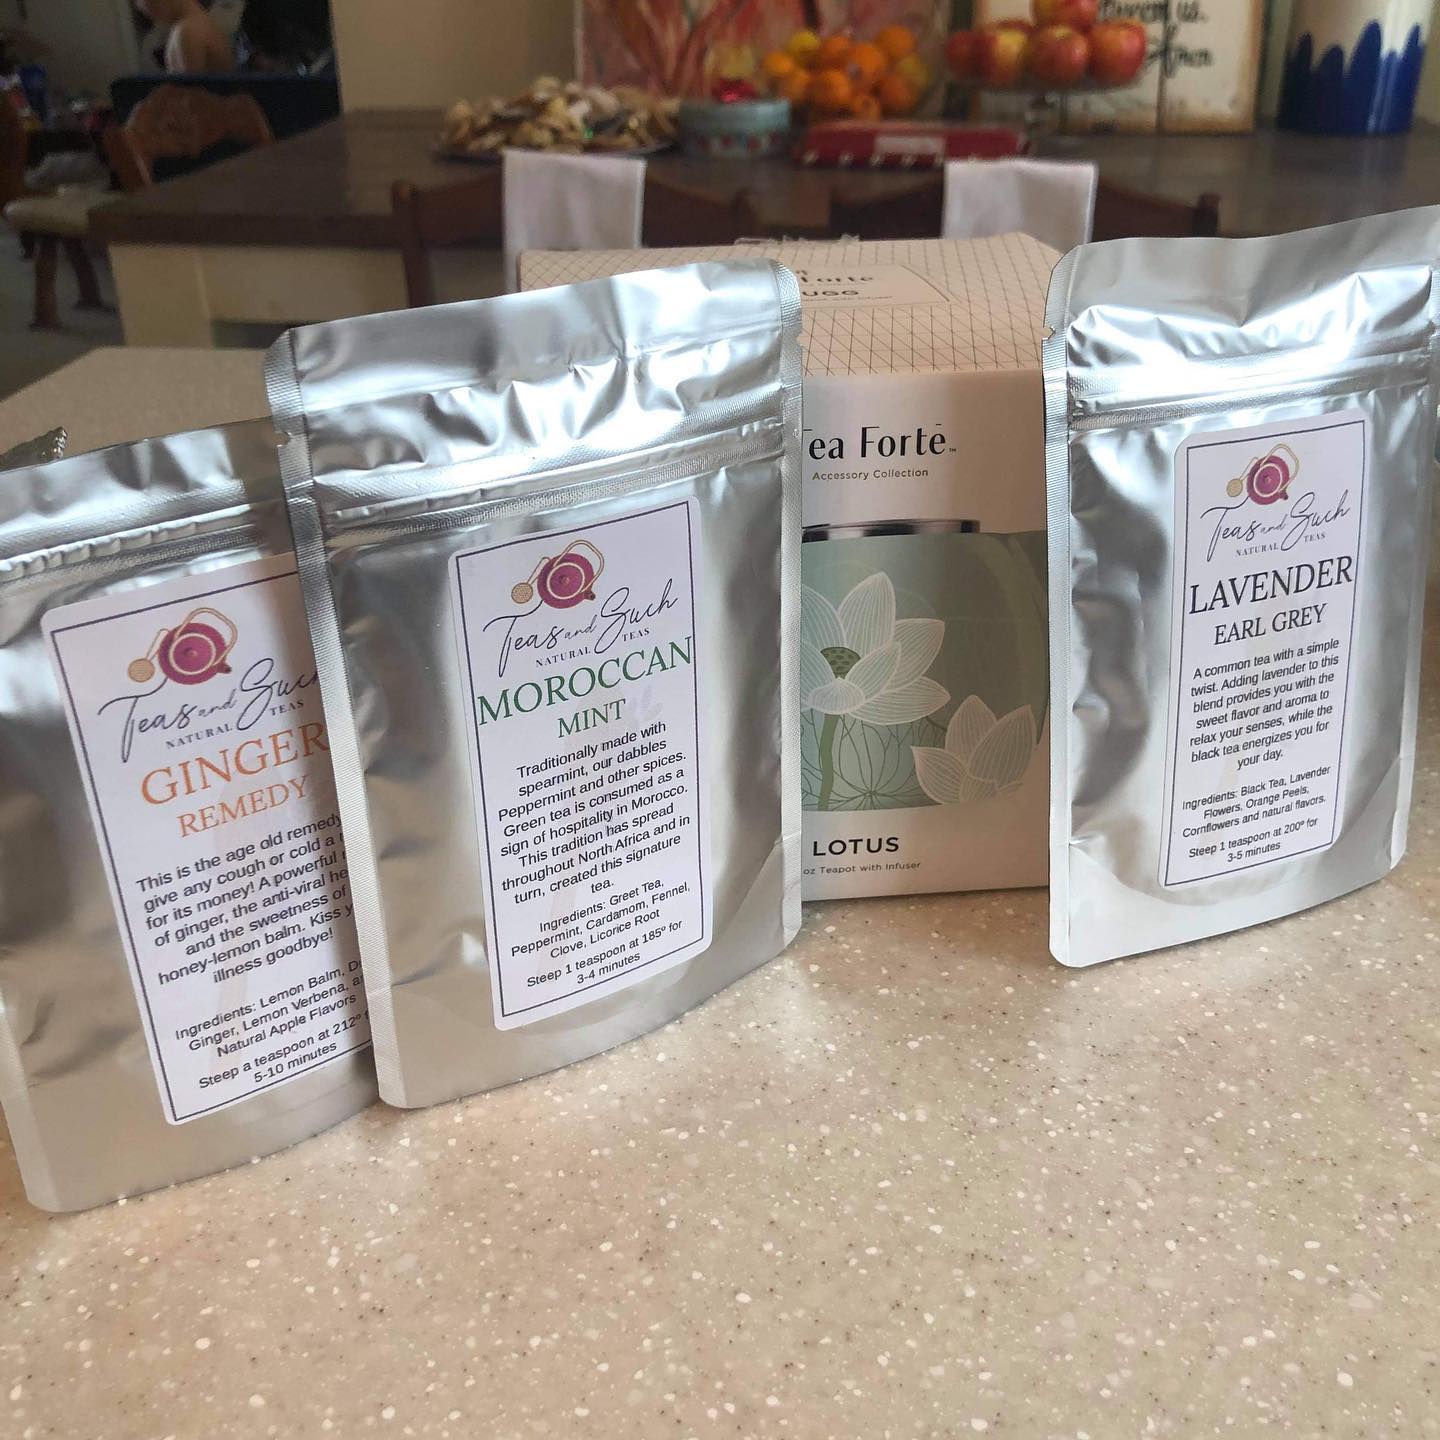 Teas and Such
NATURAL TEAS
GINGER
REMEDY
This is the age old remedy
give any cough or cold a
for its money! A powerful
of ginger, the anti-viral
and the sweetness of
honey-lemon balm. Kiss
illness goodbye!
Ingredients: Lemon Balm,
Ginger, Lemon Verbena,
Natural Apple Flavors
Steep a teaspoon at 212º
5-10 minutes
Teas and Such
NATURAL TEAS
MOROCCAN
MINT
Traditionally made with
spearmint, our dabbles
Peppermint and other spices.
Green tea is consumed as a
sign of hospitality in Morocco.
This tradition has spread
throughout North Africa and in
turn, created this signature
tea.
Ingredients: Greet Tea,
Peppermint, Cardamom, Fennel,
Clove, Licorice Root
Steep 1 teaspoon at 185º for
3-4 minutes
Forté
UGG
Tea Forté™
Accessory Collection
LOTUS
oz Teapot with Infuser
Teas and Such
NATURAL TEAS
LAVENDER
EARL GREY
A common tea with a simple
twist. Adding lavender to this
blend provides you with the
sweet flavor and aroma to
relax your senses, while the
black tea energizes you for
your day.
Ingredients: Black Tea, Lavender
Flowers, Orange Peels,
Cornflowers and natural flavors.
Steep 1 teaspoon at 200º for
3-5 minutes
us.
Amen